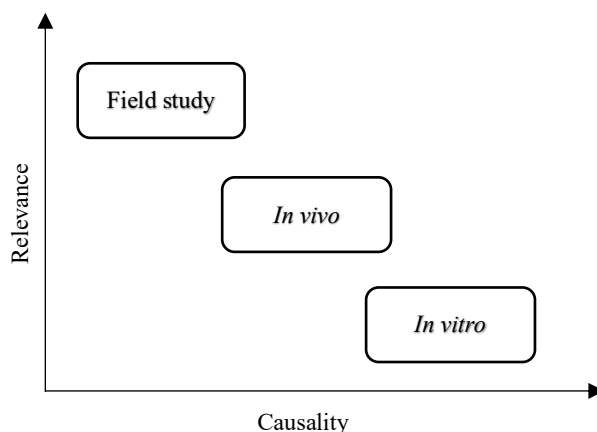 Field study
In vivo
In vitro
Relevance
Causality